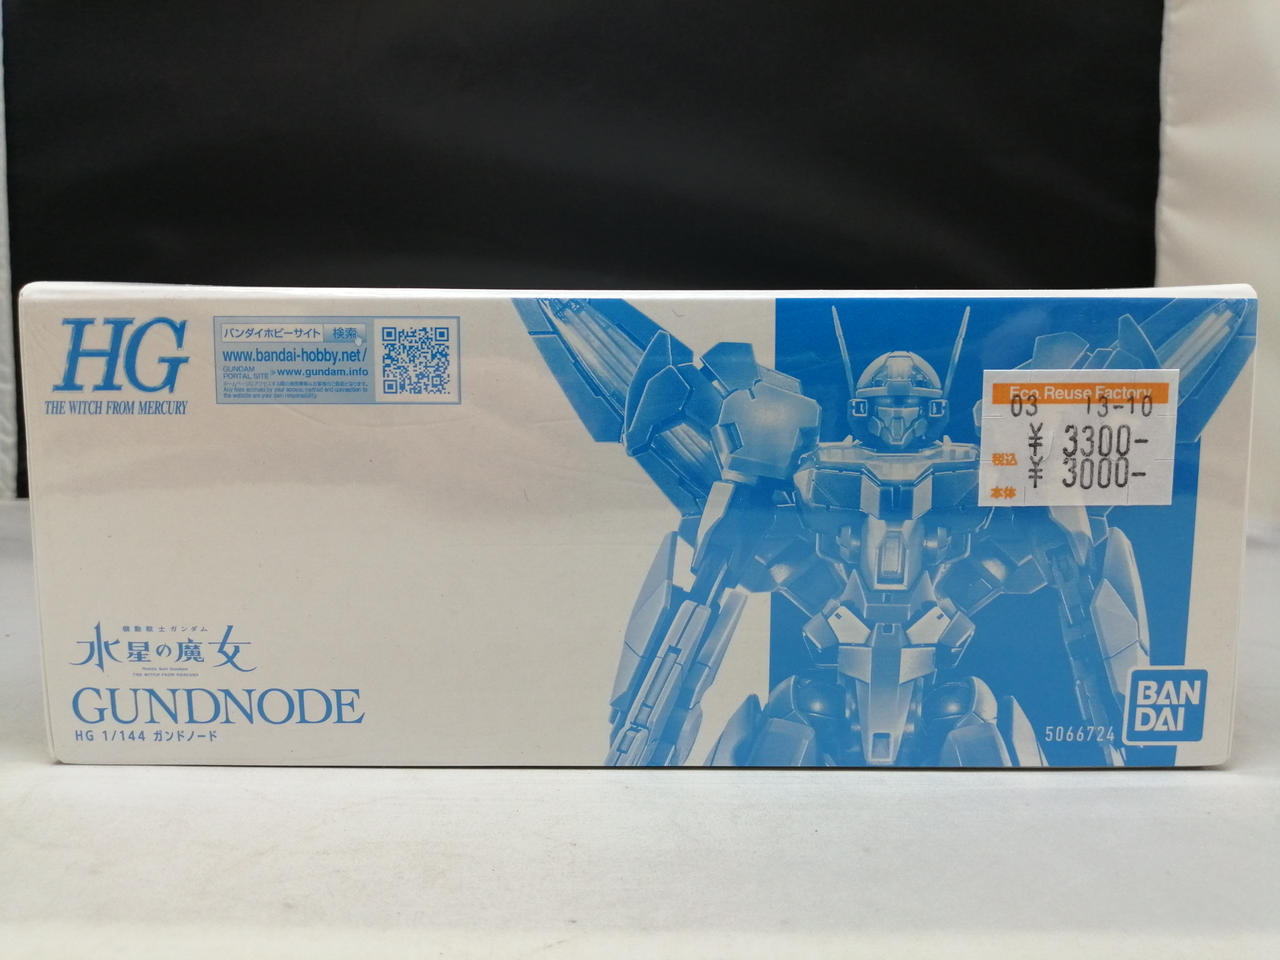 HG
THE WITCH FROM MERCURY
バンダイホビーサイト 検索
www.bandai-hobby.net/
GUNDAM
PORTAL SITE
www.gundam.info
Eco Reuse Factory
03 13-10
¥ 3300-
税込
¥ 3000-
本体
機動戦士ガンダム
水星の魔女
Mobile Suit Gundam
THE WITCH FROM MERCURY
GUNDNODE
HG 1/144 ガンドノード
5066724
BAN
DAI